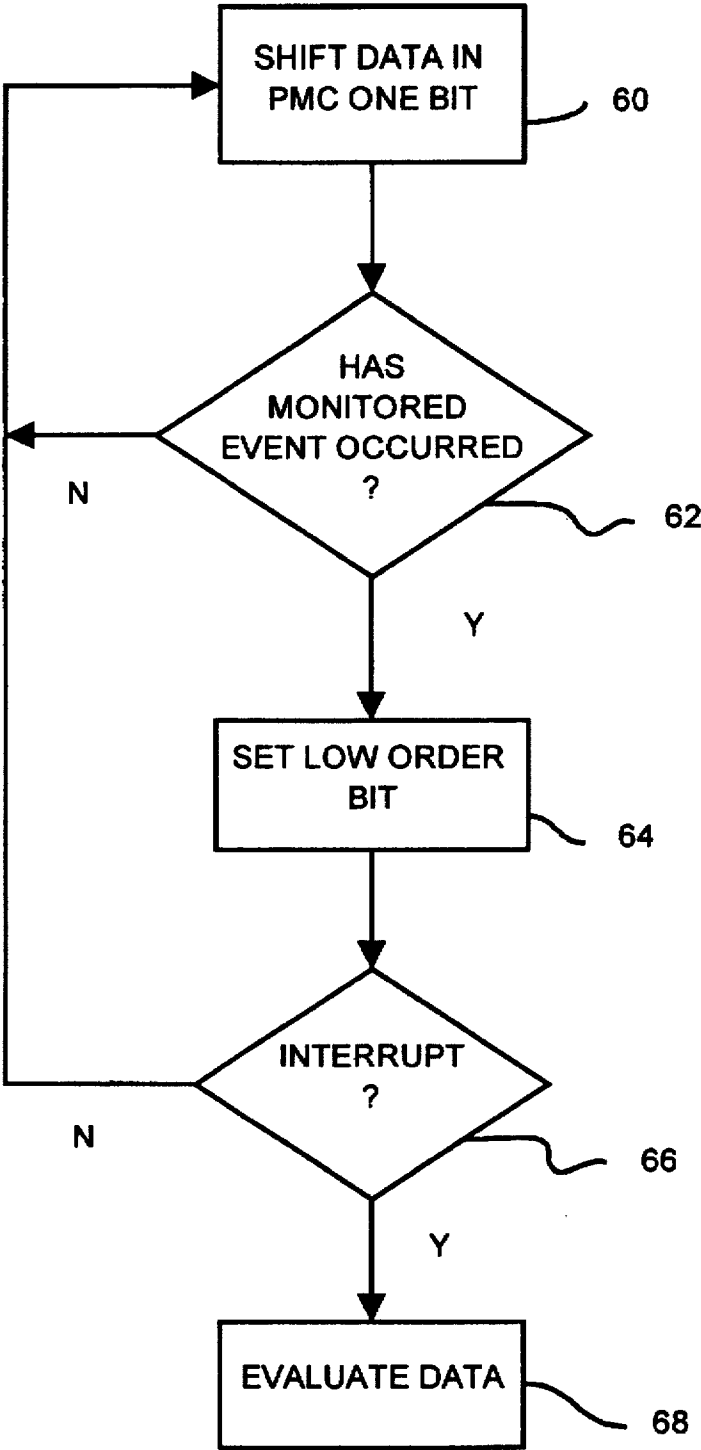 SHIFT DATA IN
PMC ONE BIT
60
HAS
MONITORED
EVENT OCCURRED
?
N
62
Y
SET LOW ORDER
BIT
64
INTERRUPT
?
N
66
Y
EVALUATE DATA
68